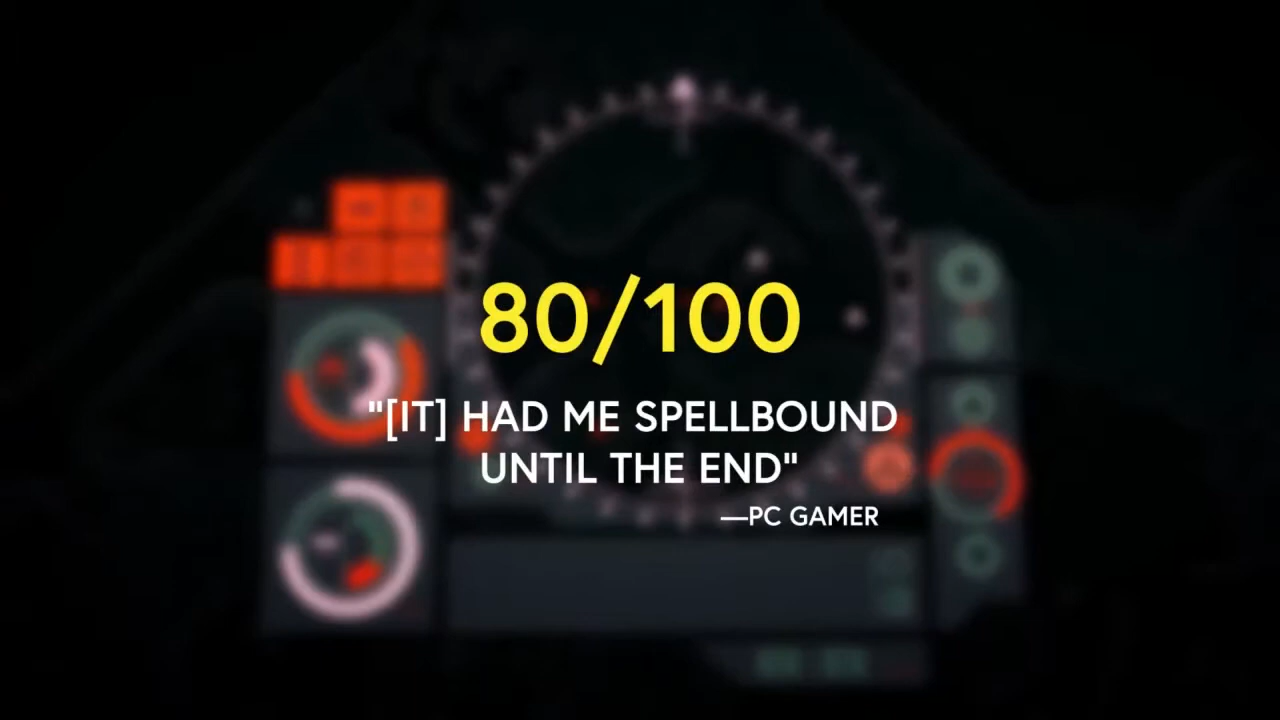 80/100
"[IT] HAD ME SPELLBOUND
UNTIL THE END"
—PC GAMER